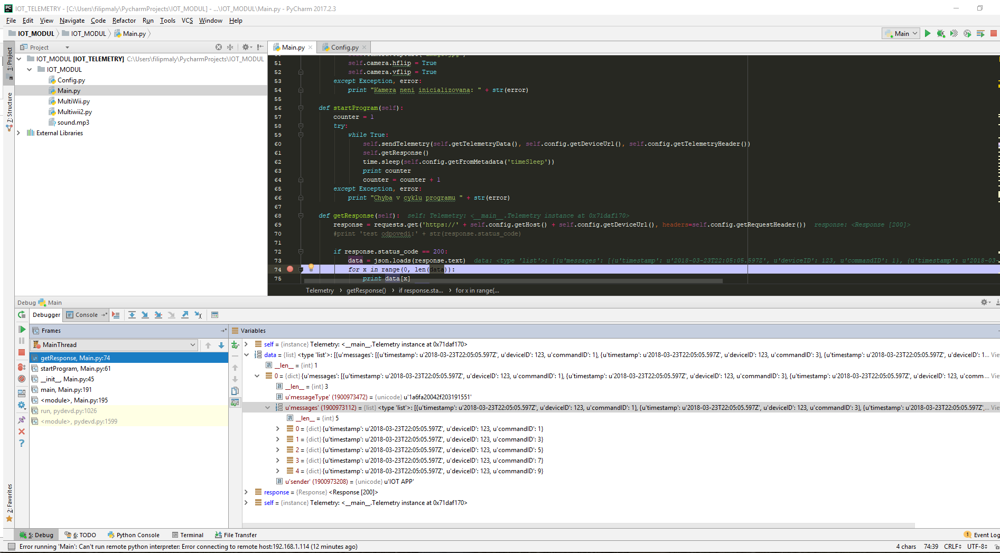 IOT_TELEMETRY - [C:\Users\filipmaly\PycharmProjects\IOT_MODUL] - ...\IOT_MODUL\Main.py - PyCharm 2017.2.3
File Edit View Navigate Code Refactor Run Tools VCS Window Help
IOT_MODUL IOT_MODUL Main.py
Main
Project
1: Project
7: Structure
2: Favorites
IOT_MODUL [IOT_TELEMETRY] C:\Users\filipmaly\PycharmProjects\IOT_MODUL
IOT_MODUL
Config.py
Main.py
MultiWii.py
Multiwii2.py
sound.mp3
External Libraries
Main.py Config.py
51 self.camera.hflip = True
52 self.camera.vflip = True
53 except Exception, error:
54 print "Kamera neni inicializovana: " + str(error)
55
56 def startProgram(self):
57 counter = 1
58 try:
59 while True:
60 self.sendTelemetry(self.getTelemetryData(), self.config.getDeviceUrl(), self.config.getTelemetryHeader())
61 self.getResponse()
62 time.sleep(self.config.getFromMetadata('timeSleep'))
63 print counter
64 counter = counter + 1
65 except Exception, error:
66 print "Chyba v cyklu programu " + str(error)
67
68 def getResponse(self): self: Telemetry: <__main__.Telemetry instance at 0x71daf170>
69 response = requests.get('https://' + self.config.getHost() + self.config.getDeviceUrl(), headers=self.config.getRequestHeader()) response: <Response [200]>
70 #print 'test odpovedi:' + str(response.status_code)
71
72 if response.status_code == 200:
73 data = json.loads(response.text) data: <type 'list'>: [{u'messages': [{u'timestamp': u'2018-03-23T22:05:05.597Z', u'deviceID': 123, u'commandID': 1}, {u'timestamp': u'2018-03-
74 for x in range(0, len(data)):
75 print data[x]
Telemetry getResponse() if response.sta... for x in range(...
Debug Main
Debugger Console
Frames
MainThread
getResponse, Main.py:74
startProgram, Main.py:61
__init__, Main.py:45
main, Main.py:191
<module>, Main.py:195
run, pydevd.py:1026
<module>, pydevd.py:1599
Variables
self = {instance} Telemetry: <__main__.Telemetry instance at 0x71daf170>
data = {list} <type 'list'>: [{u'messages': [{u'timestamp': u'2018-03-23T22:05:05.597Z', u'deviceID': 123, u'commandID': 1}, {u'timestamp': u'2018-03-23T22:05:05.597Z', u'deviceID': 123, u'commandID': 3}, {u'timestamp': u'2018-03-23T22:05:05.597Z', u'deviceID': 1... Vie
__len__ = {int} 1
0 = {dict} {u'messages': [{u'timestamp': u'2018-03-23T22:05:05.597Z', u'deviceID': 123, u'commandID': 1}, {u'timestamp': u'2018-03-23T22:05:05.597Z', u'deviceID': 123, u'commandID': 3}, {u'timestamp': u'2018-03-23T22:05:05.597Z', u'deviceID': 123, u'comm... Vie
__len__ = {int} 3
u'messageType' (1900973472) = {unicode} u'1a6fa20042f203191551'
u'messages' (1900973112) = {list} <type 'list'>: [{u'timestamp': u'2018-03-23T22:05:05.597Z', u'deviceID': 123, u'commandID': 1}, {u'timestamp': u'2018-03-23T22:05:05.597Z', u'deviceID': 123, u'commandID': 3}, {u'timestamp': u'2018-03-23T22:05:05.597Z',... Vie
__len__ = {int} 5
0 = {dict} {u'timestamp': u'2018-03-23T22:05:05.597Z', u'deviceID': 123, u'commandID': 1}
1 = {dict} {u'timestamp': u'2018-03-23T22:05:05.597Z', u'deviceID': 123, u'commandID': 3}
2 = {dict} {u'timestamp': u'2018-03-23T22:05:05.597Z', u'deviceID': 123, u'commandID': 5}
3 = {dict} {u'timestamp': u'2018-03-23T22:05:05.597Z', u'deviceID': 123, u'commandID': 7}
4 = {dict} {u'timestamp': u'2018-03-23T22:05:05.597Z', u'deviceID': 123, u'commandID': 9}
u'sender' (1900973208) = {unicode} u'IOT APP'
response = {Response} <Response [200]>
self = {instance} Telemetry: <__main__.Telemetry instance at 0x71daf170>
5: Debug 6: TODO Python Console Terminal File Transfer 1 Event Log
Error running 'Main': Can't run remote python interpreter: Error connecting to remote host:192.168.1.114 (12 minutes ago) 4 chars 74:39 CRLF UTF-8